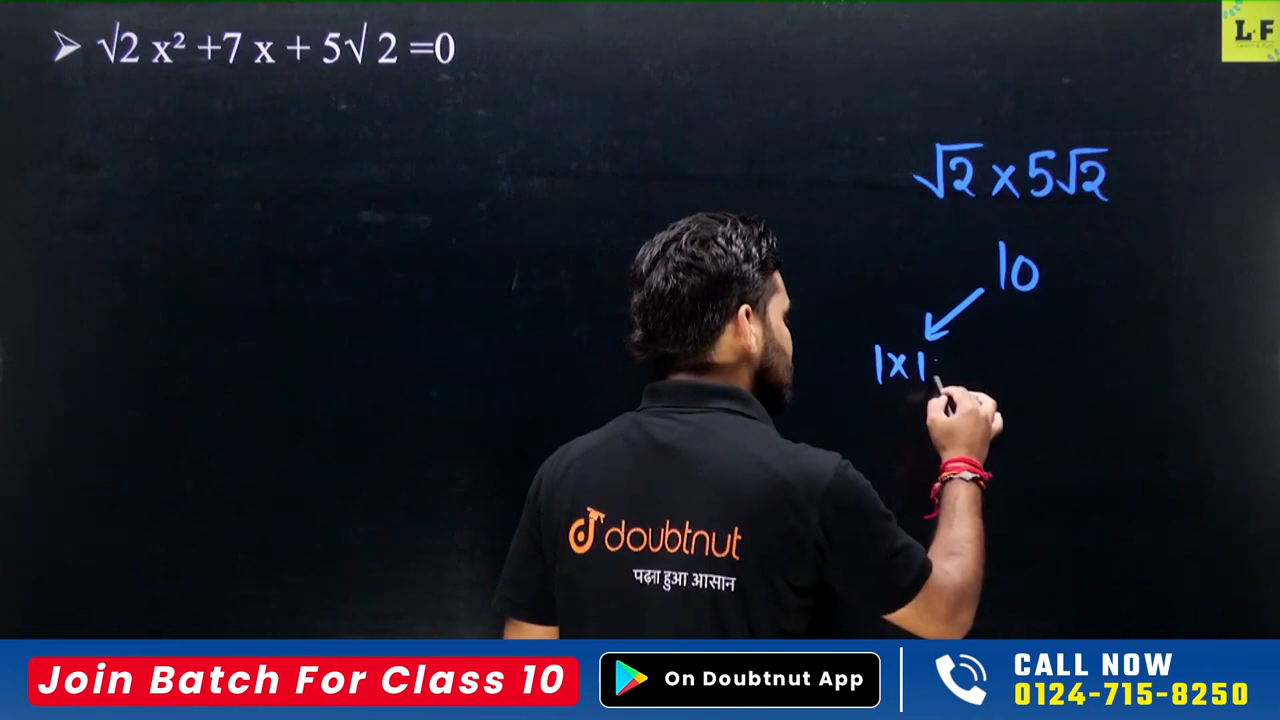 ➤ √2 x² +7 x + 5√ 2 =0
L F
√2 x 5√2
10
1x1
doubtnut
पढ़ना हुआ आसान
Join Batch For Class 10
On Doubtnut App
CALL NOW
0124-715-8250